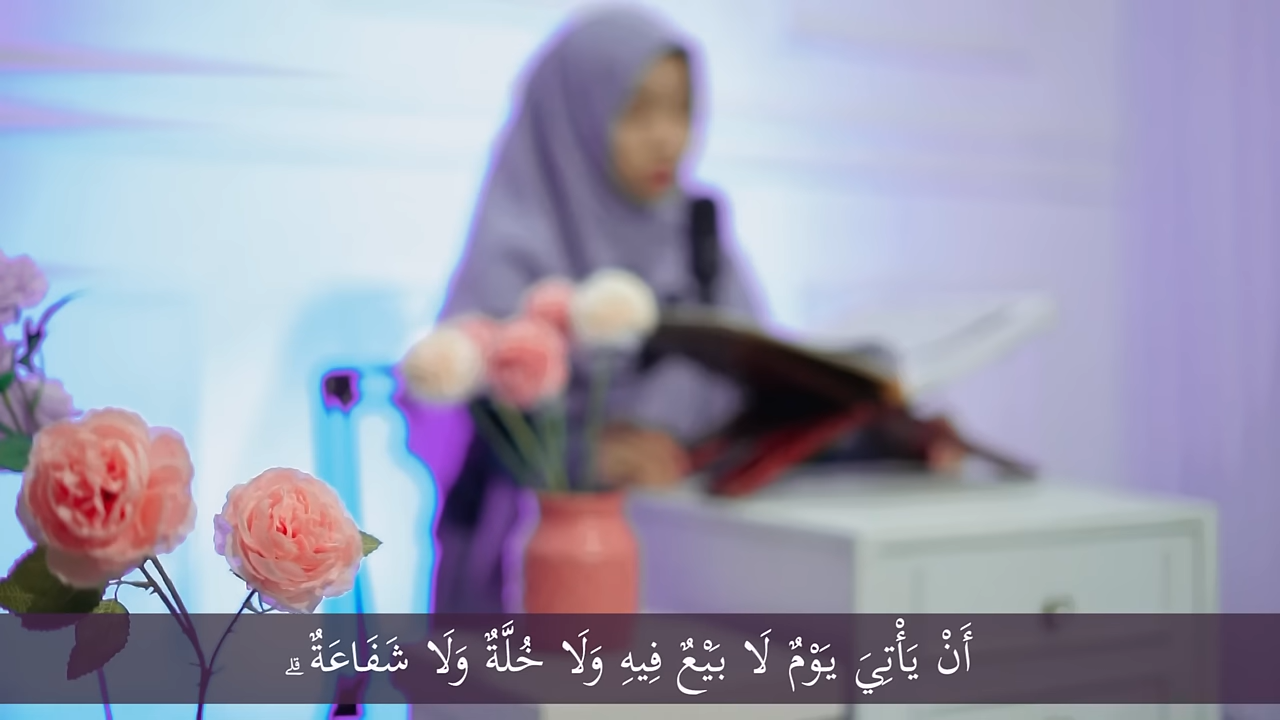 أَنْ يَأْتِيَ يَوْمٌ لَا بَيْعٌ فِيهِ وَلَا خُلَّةٌ وَلَا شَفَاعَةٌ ۗ